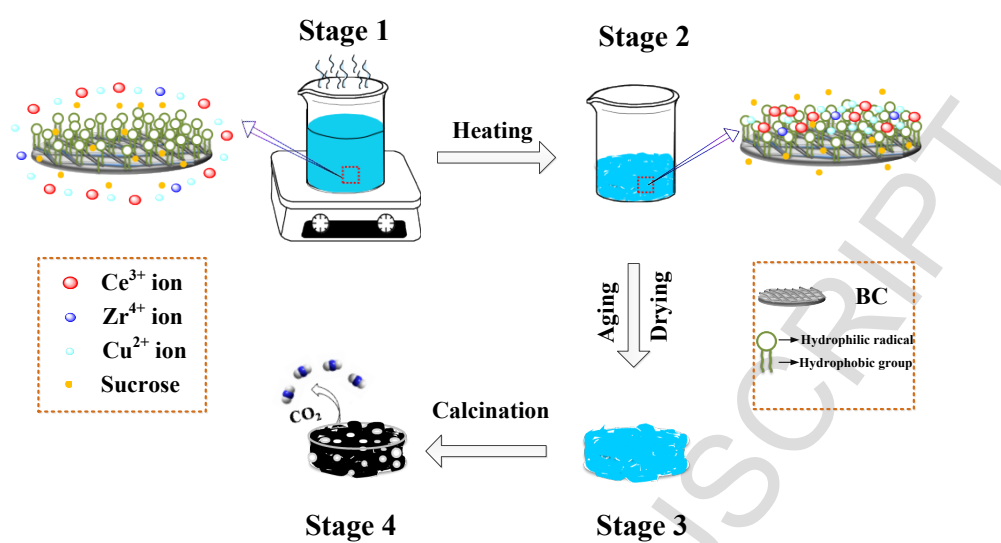 Stage 1
Stage 2
Heating
Ce³⁺ ion
Zr⁴⁺ ion
Cu²⁺ ion
Sucrose
Aging
Drying
BC
Hydrophilic radical
Hydrophobic group
CO₂
Calcination
Stage 4
Stage 3